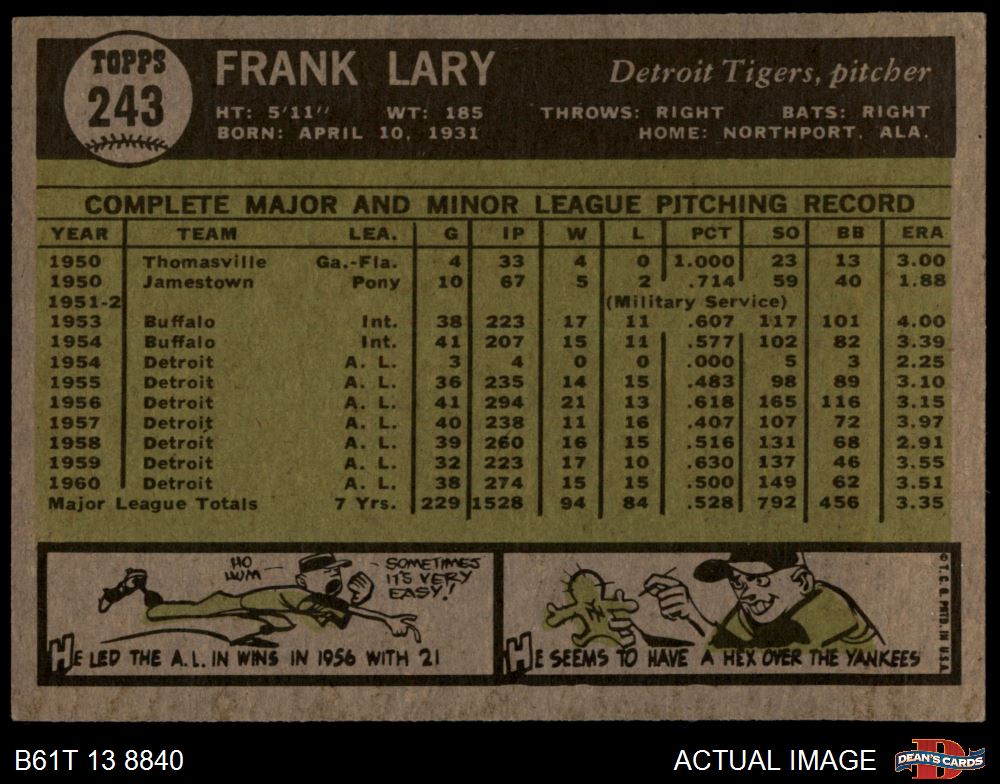 TOPPS
243
FRANK LARY
Detroit Tigers, pitcher
HT: 5'11" WT: 185 THROWS: RIGHT BATS: RIGHT
BORN: APRIL 10, 1931 HOME: NORTHPORT, ALA.
COMPLETE MAJOR AND MINOR LEAGUE PITCHING RECORD
YEAR TEAM LEA. G IP W L PCT SO BB ERA
1950 Thomasville Ga.-Fla. 4 33 4 0 1.000 23 13 3.00
1950 Jamestown Pony 10 67 5 2 .714 59 40 1.88
1951-2 (Military Service)
1953 Buffalo Int. 38 223 17 11 .607 117 101 4.00
1954 Buffalo Int. 41 207 15 11 .577 102 82 3.39
1954 Detroit A. L. 3 4 0 0 .000 5 3 2.25
1955 Detroit A. L. 36 235 14 15 .483 98 89 3.10
1956 Detroit A. L. 41 294 21 13 .618 165 116 3.15
1957 Detroit A. L. 40 238 11 16 .407 107 72 3.97
1958 Detroit A. L. 39 260 16 15 .516 131 68 2.91
1959 Detroit A. L. 32 223 17 10 .630 137 46 3.55
1960 Detroit A. L. 38 274 15 15 .500 149 62 3.51
Major League Totals 7 Yrs. 229 1528 94 84 .528 792 456 3.35
HO
HUM
SOMETIMES
IT'S VERY
EASY!
HE LED THE A.L. IN WINS IN 1956 WITH 21
HE SEEMS TO HAVE A HEX OVER THE YANKEES
© T.C.G. PRTD. IN U.S.A.
B61T 13 8840
ACTUAL IMAGE
DEAN'S CARDS